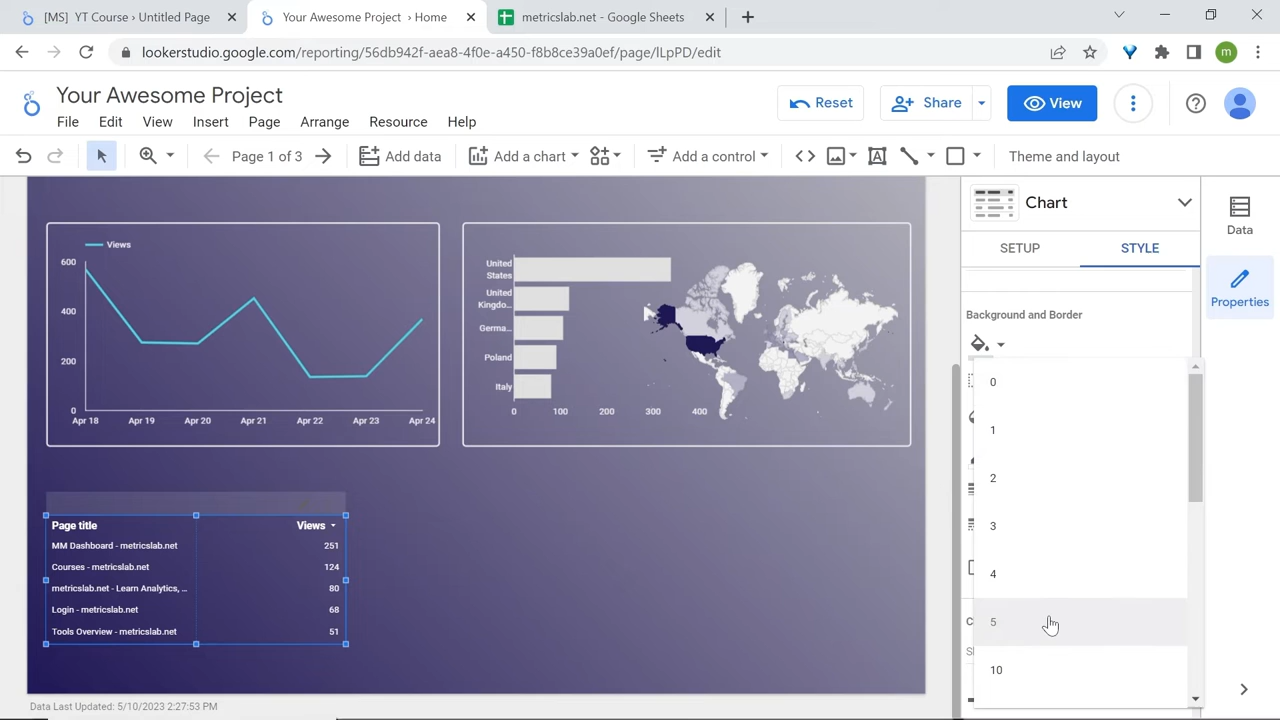 [MS] YT Course › Untitled Page
Your Awesome Project › Home
metricslab.net - Google Sheets
lookerstudio.google.com/reporting/56db942f-aea8-4f0e-a450-f8b8ce39a0ef/page/lLpPD/edit
m
Your Awesome Project
Reset
Share
View
File
Edit
View
Insert
Page
Arrange
Resource
Help
Page 1 of 3
Add data
Add a chart
Add a control
Theme and layout
Views
600
400
200
0
Apr 18
Apr 19
Apr 20
Apr 21
Apr 22
Apr 23
Apr 24
United
States
United
Kingdo...
Germa...
Poland
Italy
0
100
200
300
400
Page title
Views
MM Dashboard - metricslab.net
251
Courses - metricslab.net
124
metricslab.net - Learn Analytics, ...
80
Login - metricslab.net
68
Tools Overview - metricslab.net
51
Data Last Updated: 5/10/2023 2:27:53 PM
Chart
SETUP
STYLE
Background and Border
0
1
2
3
4
5
10
Data
Properties